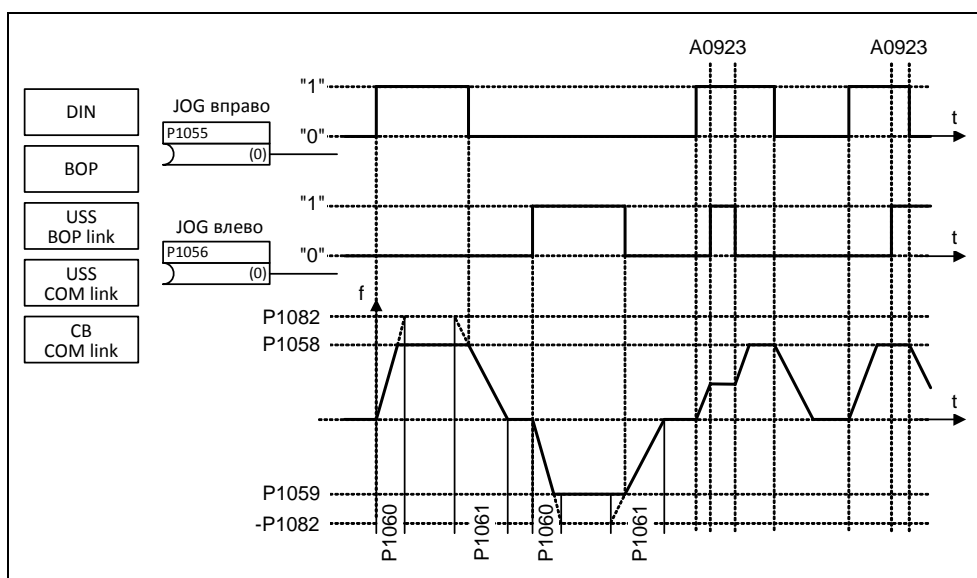 A0923
A0923
DIN
BOP
USS
BOP link
USS
COM link
CB
COM link
JOG вправо
P1055
(0)
"1"
"0"
t
JOG влево
P1056
(0)
"1"
"0"
t
f
P1082
P1058
t
P1059
-P1082
P1060
P1061
P1060
P1061